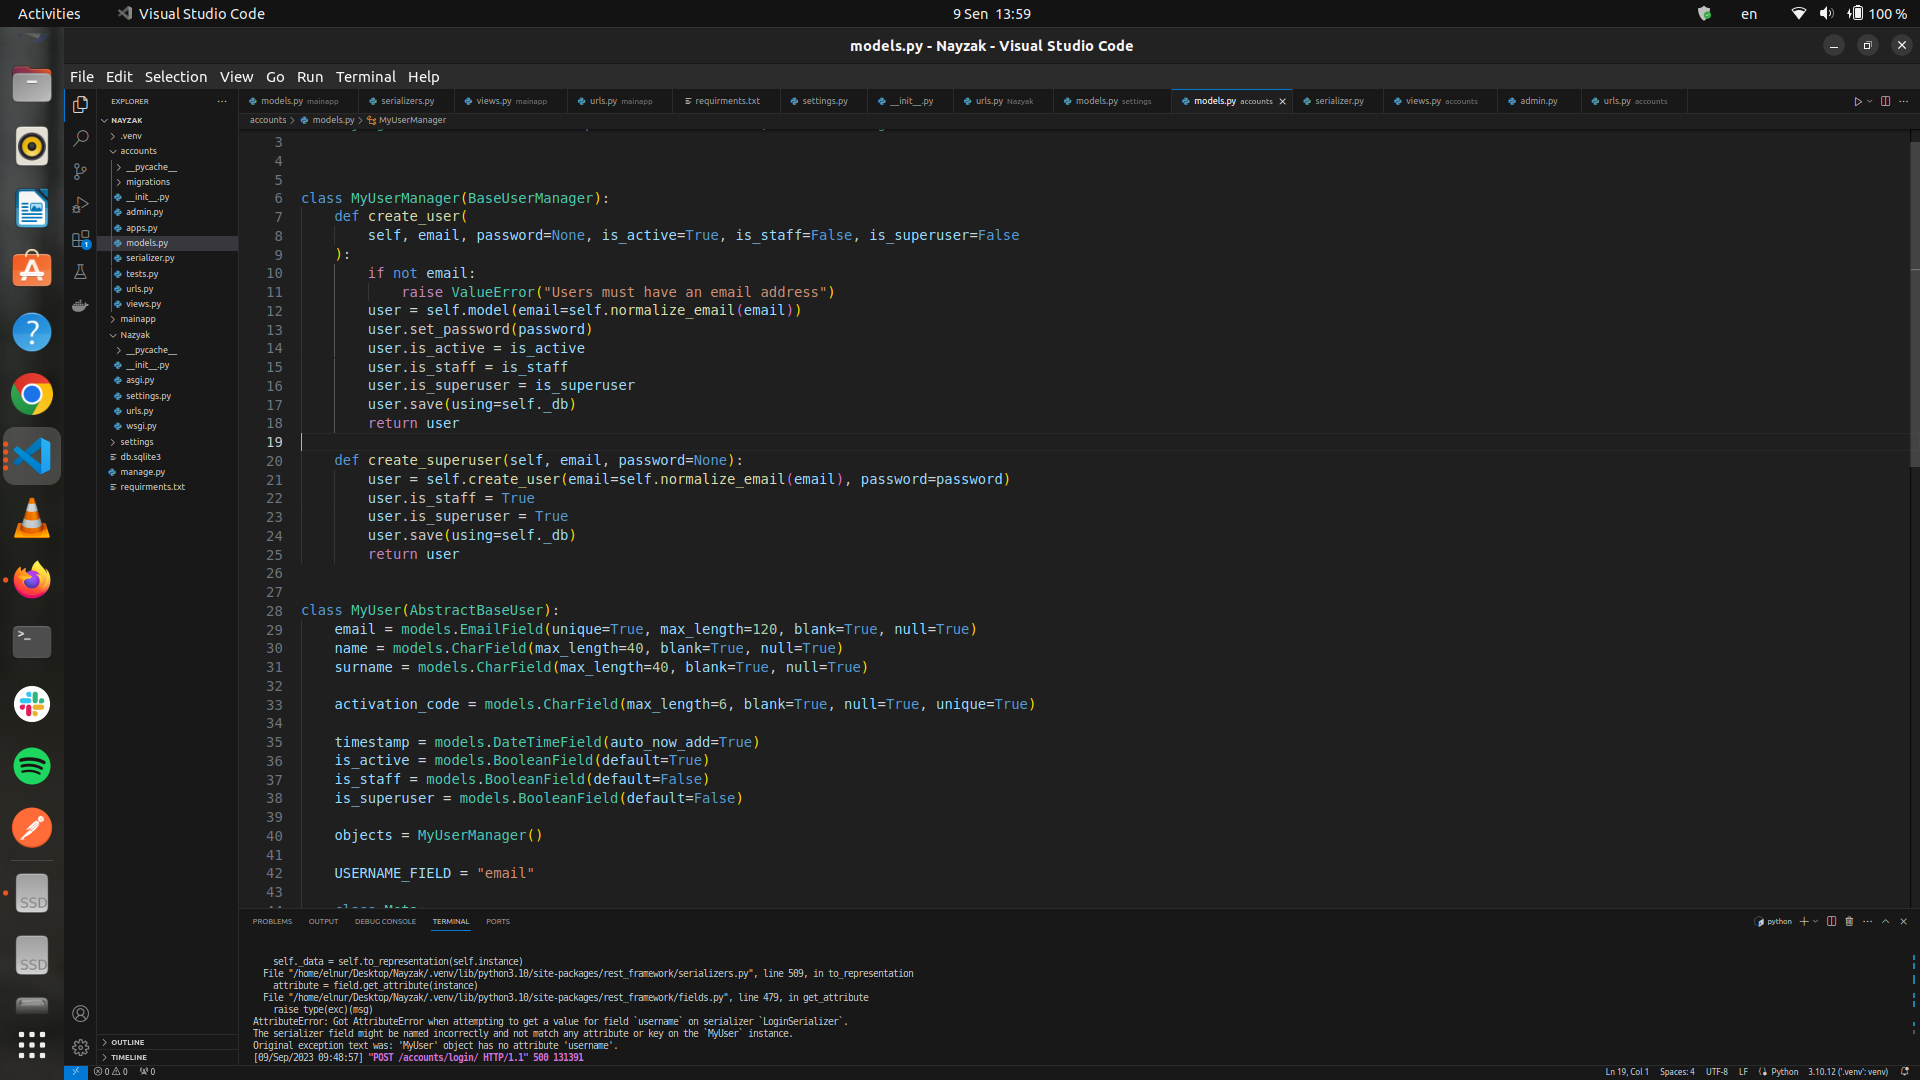 Activities
Visual Studio Code
9 Sen 13:59
en
100 %
models.py - Nayzak - Visual Studio Code
File Edit Selection View Go Run Terminal Help
EXPLORER
models.py mainapp
serializers.py
views.py mainapp
urls.py mainapp
requirments.txt
settings.py
__init__.py
urls.py Nazyak
models.py settings
models.py accounts
serializer.py
views.py accounts
admin.py
urls.py accounts
accounts > models.py > MyUserManager
NAYZAK
.venv
accounts
__pycache__
migrations
__init__.py
admin.py
apps.py
models.py
serializer.py
tests.py
urls.py
views.py
mainapp
Nazyak
__pycache__
__init__.py
asgi.py
settings.py
urls.py
wsgi.py
settings
db.sqlite3
manage.py
requirments.txt
OUTLINE
TIMELINE
3
4
5
6 class MyUserManager(BaseUserManager):
7 def create_user(
8 self, email, password=None, is_active=True, is_staff=False, is_superuser=False
9 ):
10 if not email:
11 raise ValueError("Users must have an email address")
12 user = self.model(email=self.normalize_email(email))
13 user.set_password(password)
14 user.is_active = is_active
15 user.is_staff = is_staff
16 user.is_superuser = is_superuser
17 user.save(using=self._db)
18 return user
19
20 def create_superuser(self, email, password=None):
21 user = self.create_user(email=self.normalize_email(email), password=password)
22 user.is_staff = True
23 user.is_superuser = True
24 user.save(using=self._db)
25 return user
26
27
28 class MyUser(AbstractBaseUser):
29 email = models.EmailField(unique=True, max_length=120, blank=True, null=True)
30 name = models.CharField(max_length=40, blank=True, null=True)
31 surname = models.CharField(max_length=40, blank=True, null=True)
32
33 activation_code = models.CharField(max_length=6, blank=True, null=True, unique=True)
34
35 timestamp = models.DateTimeField(auto_now_add=True)
36 is_active = models.BooleanField(default=True)
37 is_staff = models.BooleanField(default=False)
38 is_superuser = models.BooleanField(default=False)
39
40 objects = MyUserManager()
41
42 USERNAME_FIELD = "email"
43
PROBLEMS OUTPUT DEBUG CONSOLE TERMINAL PORTS
python
self._data = self.to_representation(self.instance)
File "/home/elnur/Desktop/Nayzak/.venv/lib/python3.10/site-packages/rest_framework/serializers.py", line 509, in to_representation
attribute = field.get_attribute(instance)
File "/home/elnur/Desktop/Nayzak/.venv/lib/python3.10/site-packages/rest_framework/fields.py", line 479, in get_attribute
raise type(exc)(msg)
AttributeError: Got AttributeError when attempting to get a value for field `username` on serializer `LoginSerializer`.
The serializer field might be named incorrectly and not match any attribute or key on the `MyUser` instance.
Original exception text was: 'MyUser' object has no attribute 'username'.
[09/Sep/2023 09:48:57] "POST /accounts/login/ HTTP/1.1" 500 131391
0 0 0
Ln 19, Col 1 Spaces: 4 UTF-8 LF Python 3.10.12 ('.venv': venv)
SSD
SSD